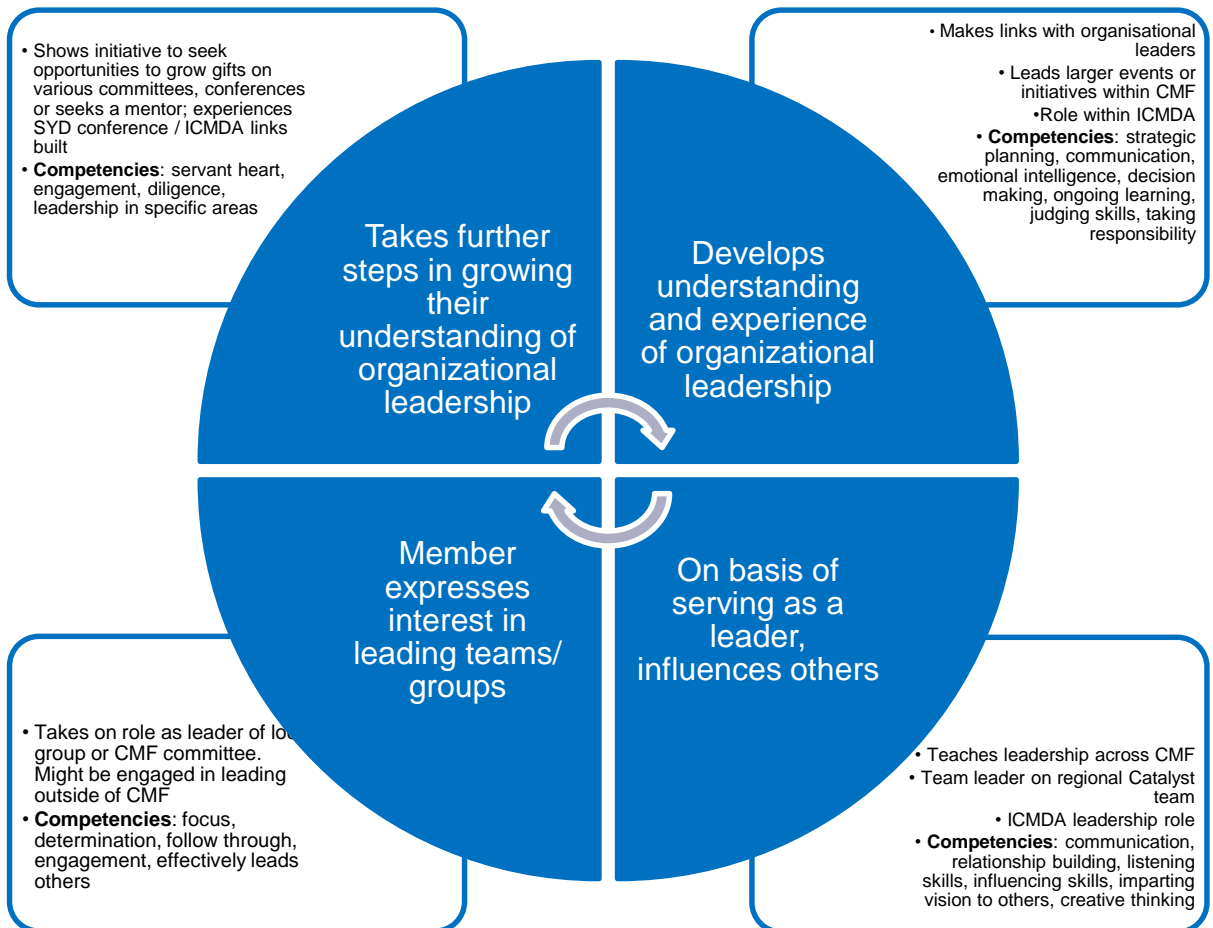 • Shows initiative to seek
opportunities to grow gifts on
various committees, conferences
or seeks a mentor; experiences
SYD conference / ICMDA links
built
• Competencies: servant heart,
engagement, diligence,
leadership in specific areas
• Makes links with organisational
leaders
• Leads larger events or
initiatives within CMF
•Role within ICMDA
• Competencies: strategic
planning, communication,
emotional intelligence, decision
making, ongoing learning,
judging skills, taking
responsibility
Takes further
steps in growing
their
understanding of
organizational
leadership
Develops
understanding
and experience
of organizational
leadership
Member
expresses
interest in
leading teams/
groups
On basis of
serving as a
leader,
influences others
• Takes on role as leader of
group or CMF committee.
Might be engaged in leading
outside of CMF
• Competencies: focus,
determination, follow through,
engagement, effectively leads
others
• Teaches leadership across CMF
• Team leader on regional Catalyst
team
• ICMDA leadership role
• Competencies: communication,
relationship building, listening
skills, influencing skills, imparting
vision to others, creative thinking